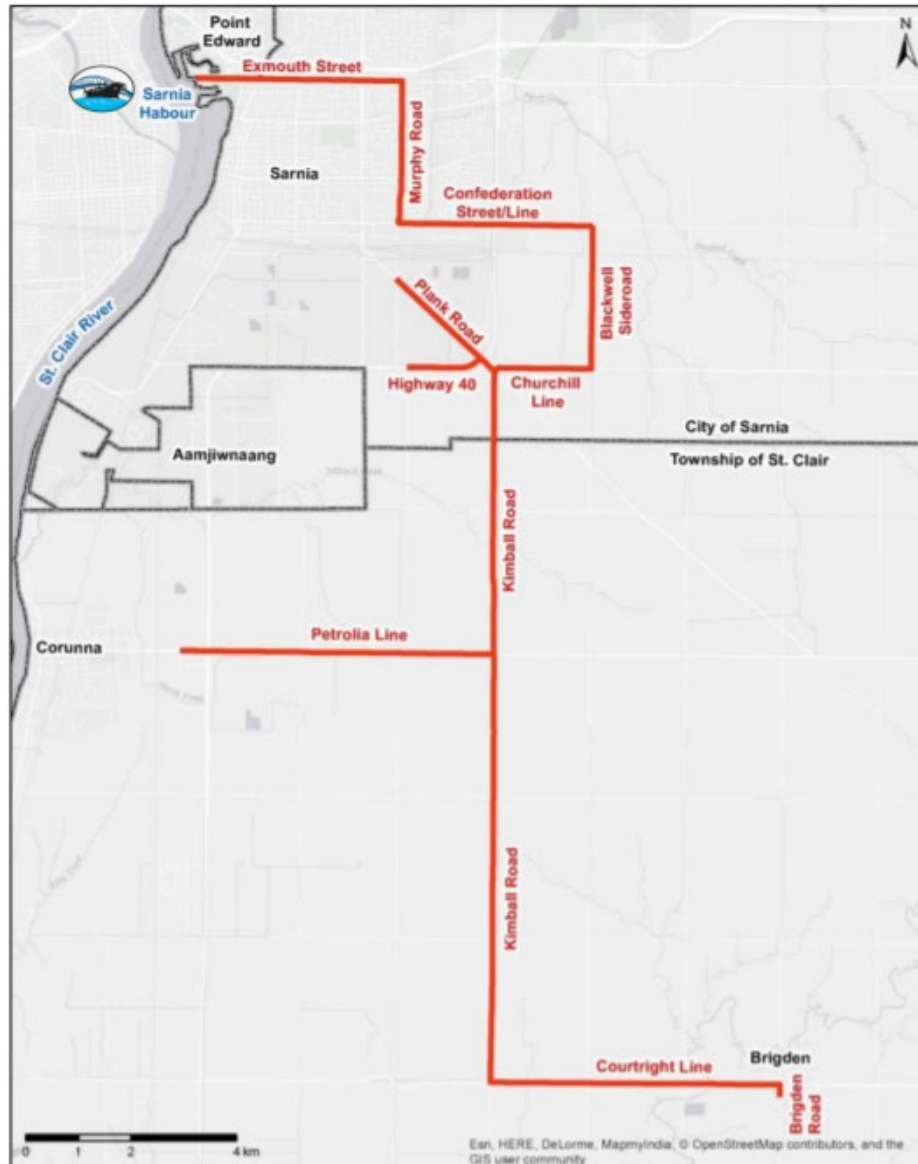 Point
Edward
N
Exmouth Street
Sarnia
Habour
Murphy Road
Sarnia
Confederation
Street/Line
Plank Road
Blackwell
Sideroad
St. Clair River
Highway 40
Churchill
Line
City of Sarnia
Aamjiwnaang
Township of St. Clair
Kimball Road
Petrolia Line
Corunna
Kimball Road
Brigden
Courtright Line
Brigden
Road
0 2 4 km
Esri, HERE, DeLorme, MapmyIndia, © OpenStreetMap contributors, and the
GIS user community